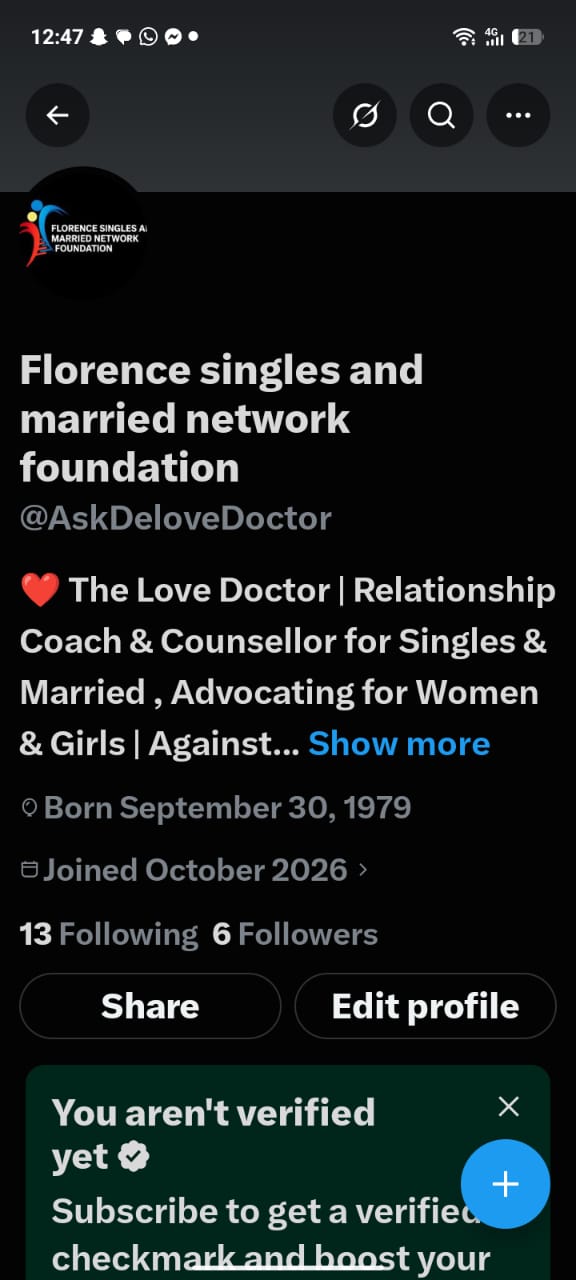 12:47
4G
21
FLORENCE SINGLES A
MARRIED NETWORK
FOUNDATION
Florence singles and
married network
foundation
@AskDeloveDoctor
❤️ The Love Doctor | Relationship
Coach & Counsellor for Singles &
Married , Advocating for Women
& Girls | Against... Show more
Born September 30, 1979
Joined October 2026 >
13 Following 6 Followers
Share
Edit profile
You aren't verified
yet
Subscribe to get a verified
checkmark and boost your